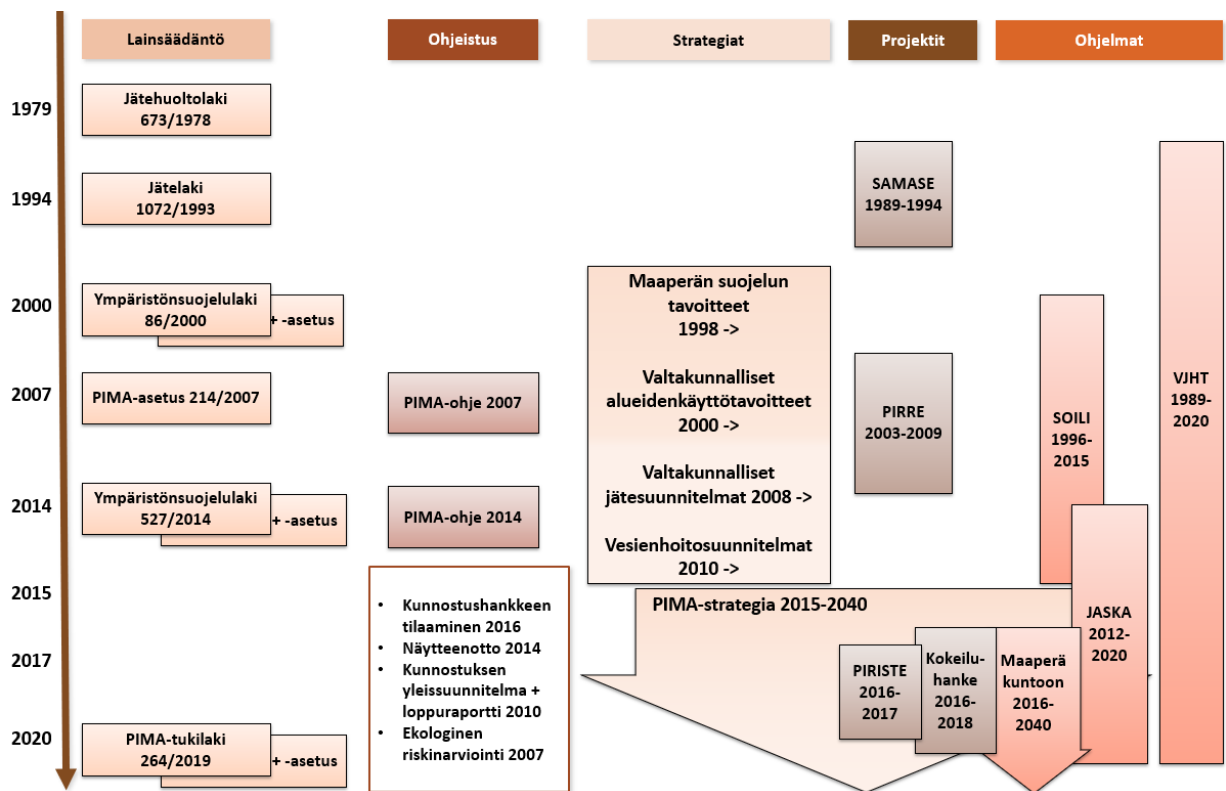 Lainsäädäntö
Ohjeistus
Strategiat
Projektit
Ohjelmat
1979
1994
2000
2007
2014
2015
2017
2020
Jätehuoltolaki
673/1978
Jätelaki
1072/1993
Ympäristönsuojelulaki
86/2000
+ -asetus
PIMA-asetus 214/2007
Ympäristönsuojelulaki
527/2014
+ -asetus
PIMA-tukilaki
264/2019
+ -asetus
PIMA-ohje 2007
PIMA-ohje 2014
• Kunnostushankkeen
tilaaminen 2016
• Näytteenotto 2014
• Kunnostuksen
yleissuunnitelma +
loppuraportti 2010
• Ekologinen
riskinarviointi 2007
Maaperän suojelun
tavoitteet
1998 ->
Valtakunnalliset
alueidenkäyttötavoitteet
2000 ->
Valtakunnalliset
jätesuunnitelmat 2008 ->
Vesienhoitosuunnitelmat
2010 ->
PIMA-strategia 2015-2040
SAMASE
1989-1994
PIRRE
2003-2009
PIRISTE
2016-
2017
Kokeilu-
hanke
2016-
2018
Maaperä
kuntoon
2016-
2040
SOILI
1996-
2015
JASKA
2012-
2020
VJHT
1989-
2020